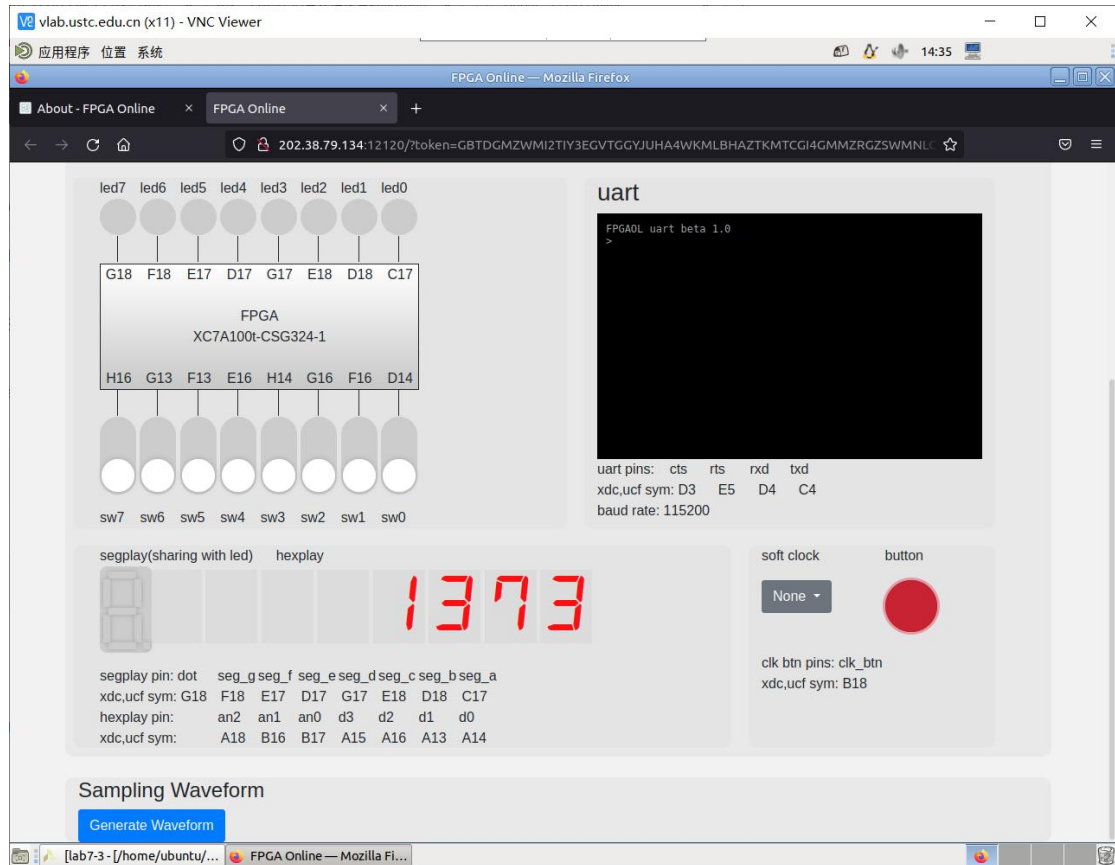 vlab.ustc.edu.cn (x11) - VNC Viewer
应用程序 位置 系统
14:35
FPGA Online — Mozilla Firefox
About - FPGA Online × FPGA Online × +
202.38.79.134:12120/?token=GBTDGMZWMI2TIY3EGVTGGYJUHA4WKMLBHAZTKMTCGI4GMMZRGZSWMNLC
led7 led6 led5 led4 led3 led2 led1 led0
G18 F18 E17 D17 G17 E18 D18 C17
FPGA
XC7A100t-CSG324-1
H16 G13 F13 E16 H14 G16 F16 D14
sw7 sw6 sw5 sw4 sw3 sw2 sw1 sw0
uart
FPGAOL uart beta 1.0
>
uart pins: cts rts rxd txd
xdc,ucf sym: D3 E5 D4 C4
baud rate: 115200
segplay(sharing with led) hexplay
1373
segplay pin: dot seg_g seg_f seg_e seg_d seg_c seg_b seg_a
xdc,ucf sym: G18 F18 E17 D17 G17 E18 D18 C17
hexplay pin: an2 an1 an0 d3 d2 d1 d0
xdc,ucf sym: A18 B16 B17 A15 A16 A13 A14
soft clock button
None
clk btn pins: clk_btn
xdc,ucf sym: B18
Sampling Waveform
Generate Waveform
[lab7-3 - [/home/ubuntu/... FPGA Online — Mozilla Fi...